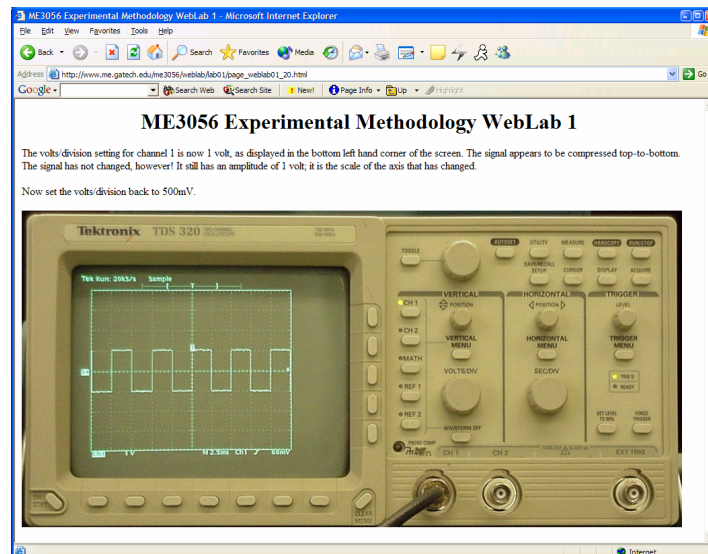 ME3056 Experimental Methodology WebLab 1 - Microsoft Internet Explorer
File Edit View Favorites Tools Help
Back Search Favorites Media
Address http://www.me.gatech.edu/me3056/weblab/lab01/page_weblab01_20.html Go
Google Search Web Search Site New! Page Info Up Highlight
ME3056 Experimental Methodology WebLab 1
The volts/division setting for channel 1 is now 1 volt, as displayed in the bottom left hand corner of the screen. The signal appears to be compressed top-to-bottom.
The signal has not changed, however! It still has an amplitude of 1 volt; it is the scale of the axis that has changed.
Now set the volts/division back to 500mV.
Tektronix TDS 320
TOGGLE
AUTOSET UTILITY MEASURE HARDCOPY RUN/STOP
SAVE/RECALL
SETUP CURSOR DISPLAY ACQUIRE
Tek Run: 20kS/s Sample
VERTICAL HORIZONTAL TRIGGER
CH 1 POSITION POSITION LEVEL
CH 2
VERTICAL MENU HORIZONTAL MENU TRIGGER MENU
MATH
VOLTS/DIV SEC/DIV
TRIG'D
REF 1 READY
REF 2
SET LEVEL TO 50% FORCE TRIGGER
WAVEFORM OFF
PROBE COMP
CH 1 CH 2 EXT TRIG
Ch1 1 V M 2.5ms Ch1 60mV
CLEAR
MENU
Internet